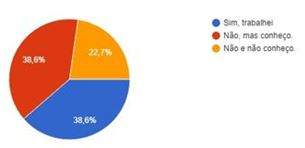 Sim, trabalhei
Não, mas conheço.
Não e não conheço.
38,6%
22,7%
38,6%